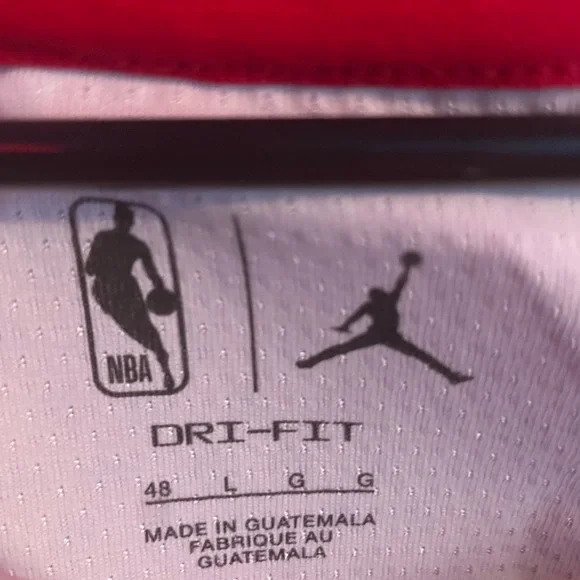 NBA
DRI-FIT
48 L G G
MADE IN GUATEMALA
FABRIQUE AU
GUATEMALA